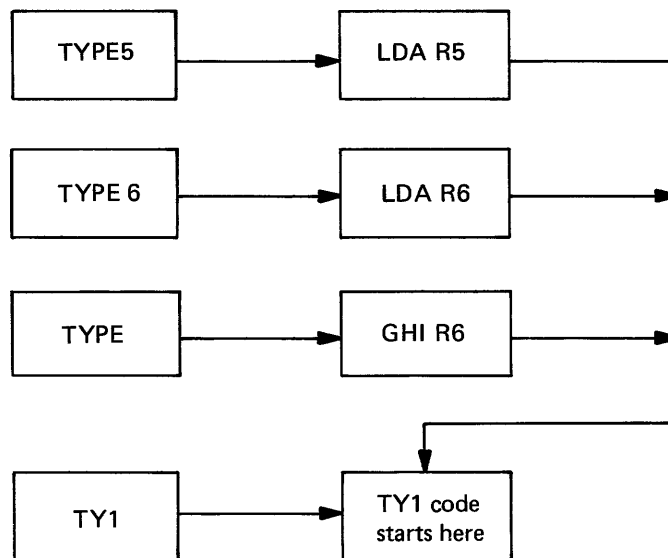 TYPE5
LDA R5
TYPE 6
LDA R6
TYPE
GHI R6
TY1
TY1 code
starts here